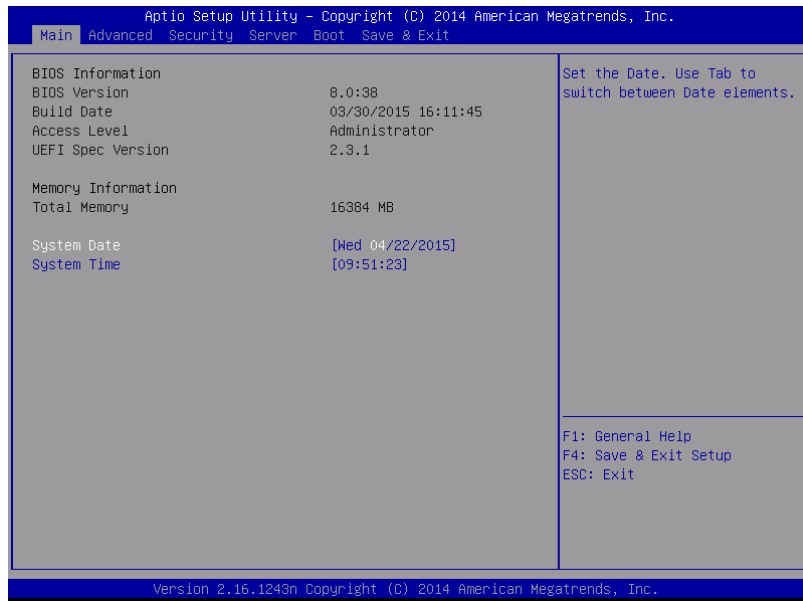 Aptio Setup Utility – Copyright (C) 2014 American Megatrends, Inc.
Main Advanced Security Server Boot Save & Exit
BIOS Information
BIOS Version 8.0:38
Build Date 03/30/2015 16:11:45
Access Level Administrator
UEFI Spec Version 2.3.1
Memory Information
Total Memory 16384 MB
System Date [Wed 04/22/2015]
System Time [09:51:23]
Set the Date. Use Tab to
switch between Date elements.
F1: General Help
F4: Save & Exit Setup
ESC: Exit
Version 2.16.1243n Copyright (C) 2014 American Megatrends, Inc.